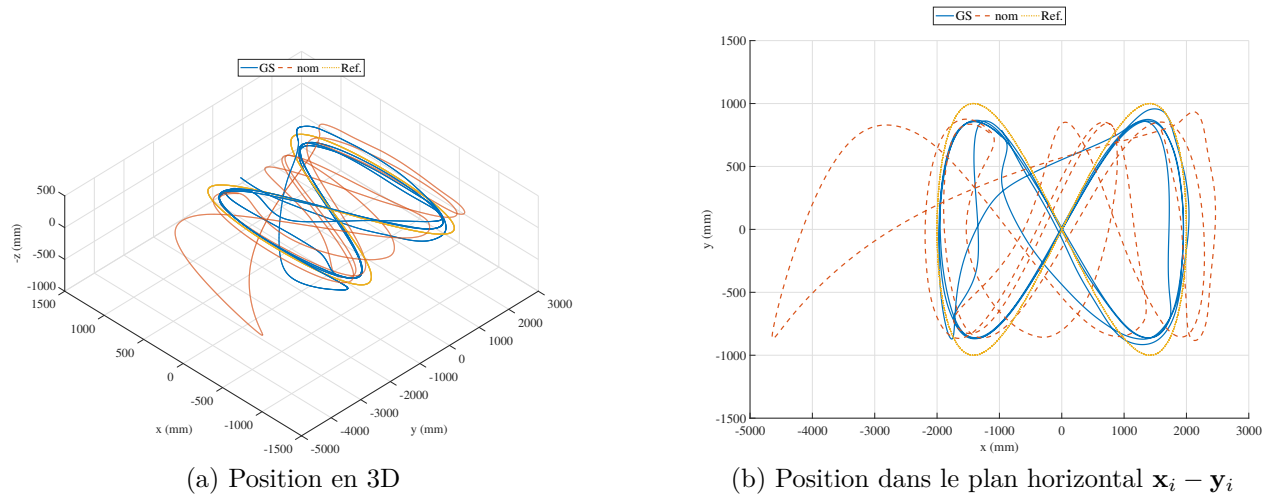 GS nom Ref.
500
0
-500
-1000
-z (mm)
1500
1000
500
0
-500
-1000
-1500
x (mm)
-5000
-4000
-3000
-2000
-1000
0
1000
2000
3000
y (mm)
(a) Position en 3D
GS nom Ref.
1500
1000
500
0
-500
-1000
-1500
y (mm)
-5000 -4000 -3000 -2000 -1000 0 1000 2000 3000
x (mm)
(b) Position dans le plan horizontal xᵢ − yᵢ